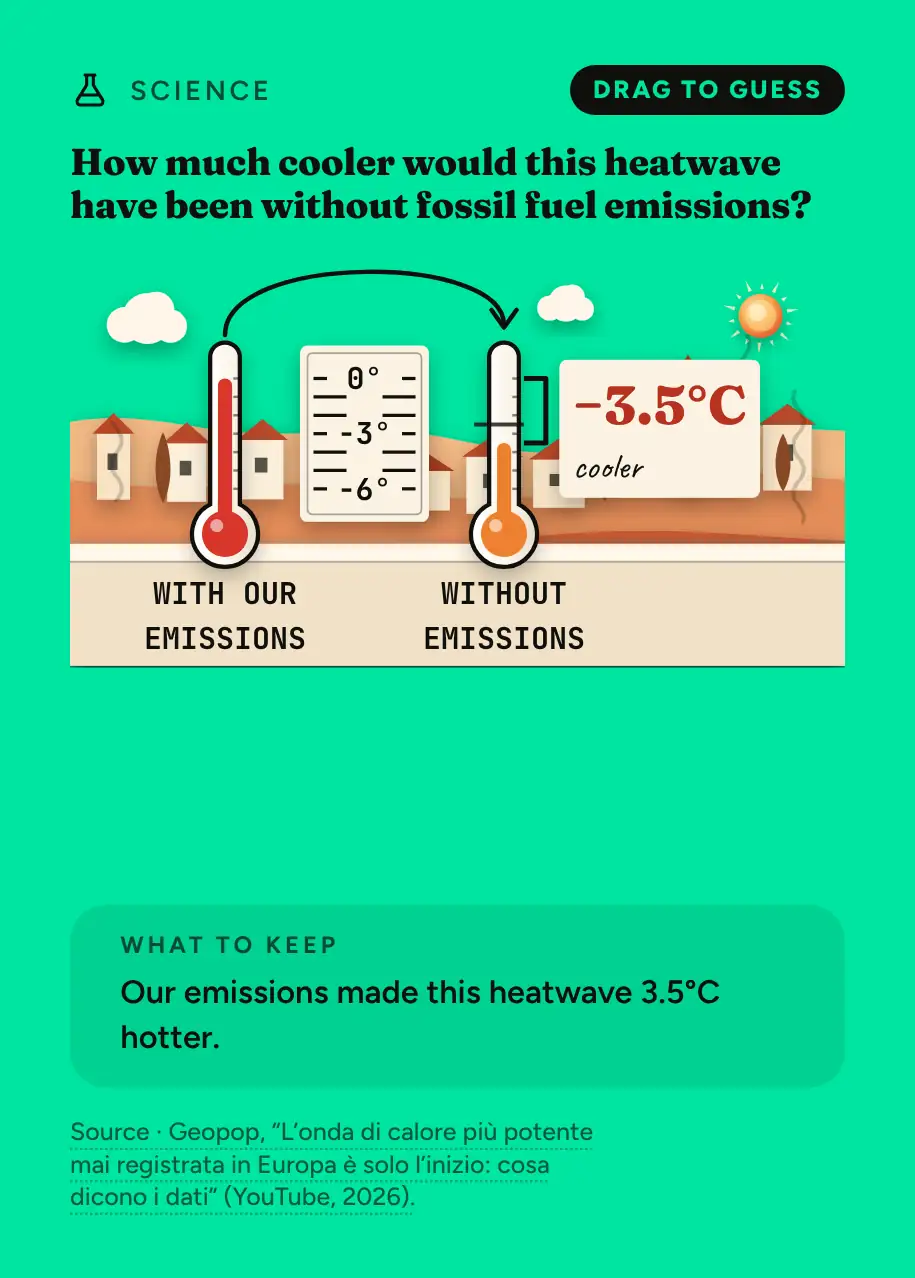 SCIENCE
DRAG TO GUESS
How much cooler would this heatwave
have been without fossil fuel emissions?
0°
-3°
-6°
−3.5°C
cooler
WITH OUR
EMISSIONS
WITHOUT
EMISSIONS
WHAT TO KEEP
Our emissions made this heatwave 3.5°C
hotter.
Source · Geopop, “L’onda di calore più potente
mai registrata in Europa è solo l’inizio: cosa
dicono i dati” (YouTube, 2026).